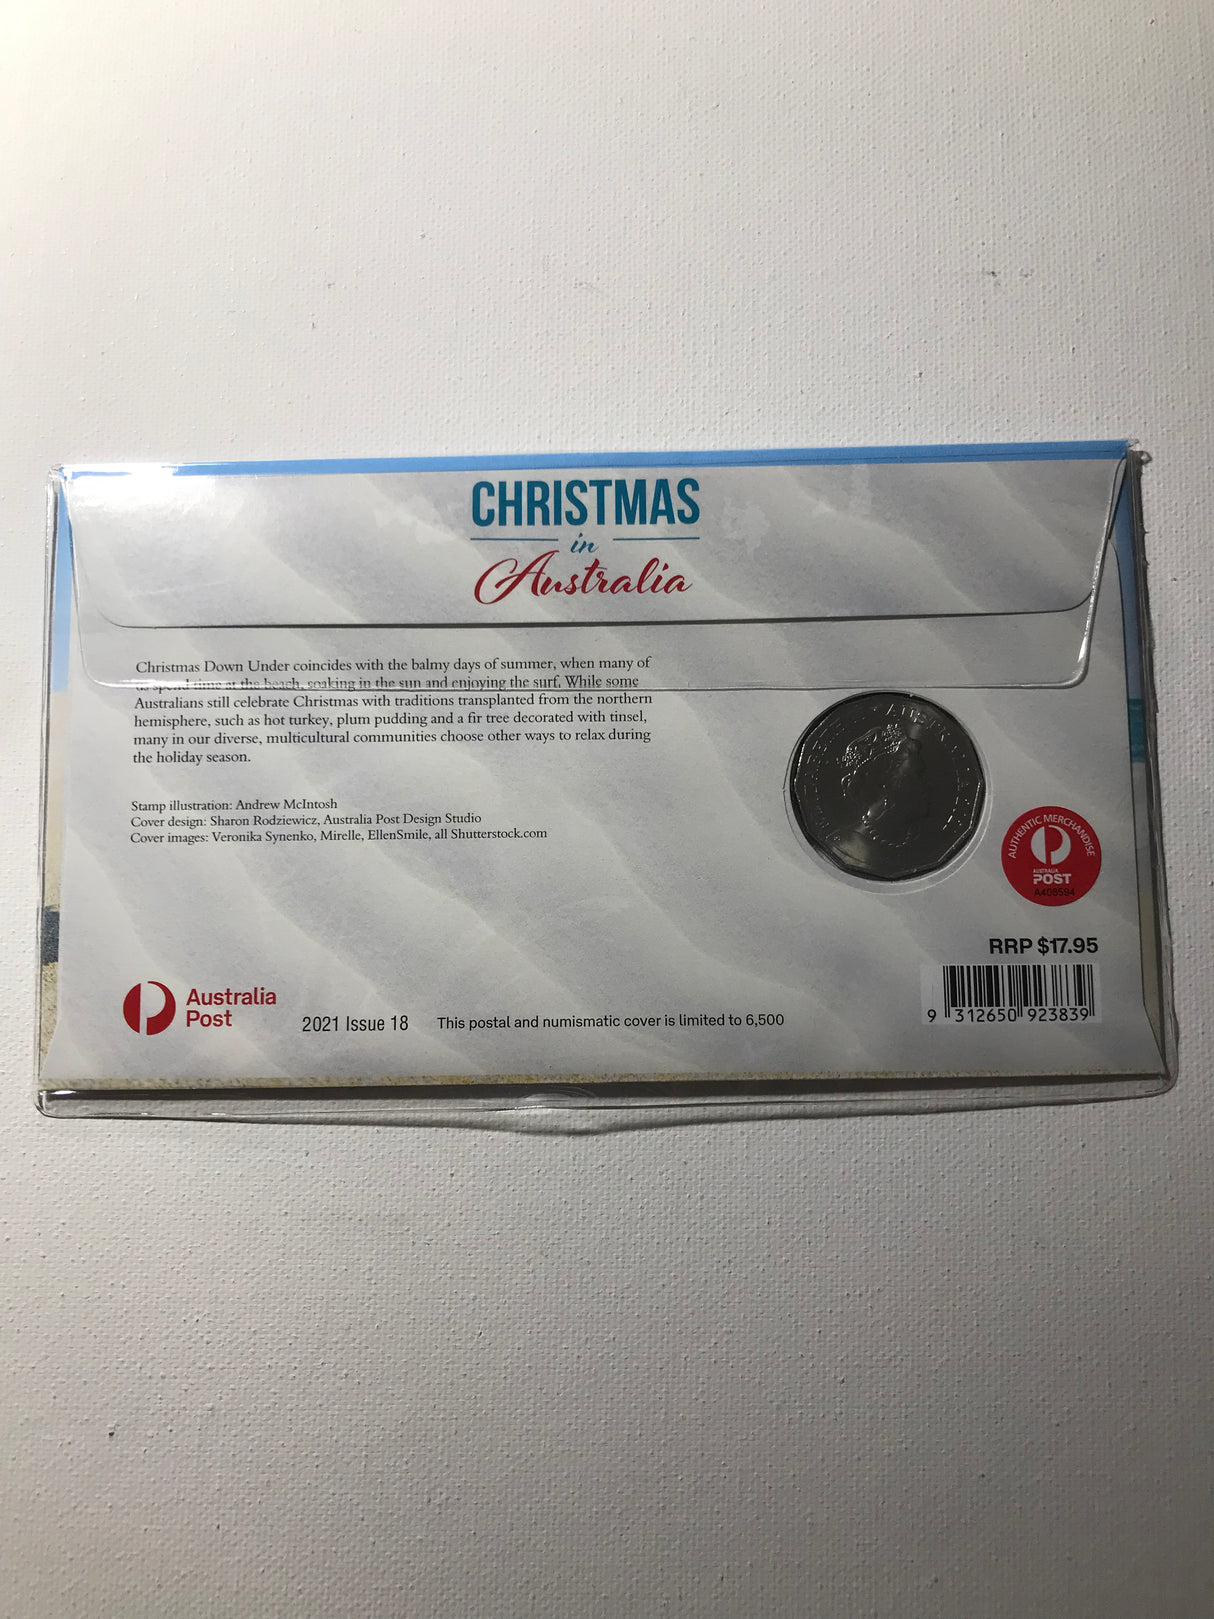 CHRISTMAS
in
Australia
Christmas Down Under coincides with the balmy days of summer, when many of
us spend time at the beach, soaking in the sun and enjoying the surf. While some
Australians still celebrate Christmas with traditions transplanted from the northern
hemisphere, such as hot turkey, plum pudding and a fir tree decorated with tinsel,
many in our diverse, multicultural communities choose other ways to relax during
the holiday season.
Stamp illustration: Andrew McIntosh
Cover design: Sharon Rodziewicz, Australia Post Design Studio
Cover images: Veronika Synenko, Mirelle, EllenSmile, all Shutterstock.com
ELIZABETH II • AUSTRALIA 2021
AUTHENTIC MERCHANDISE
AUSTRALIA
POST
A408594
RRP $17.95
9 312650 923839
Australia
Post
2021 Issue 18
This postal and numismatic cover is limited to 6,500